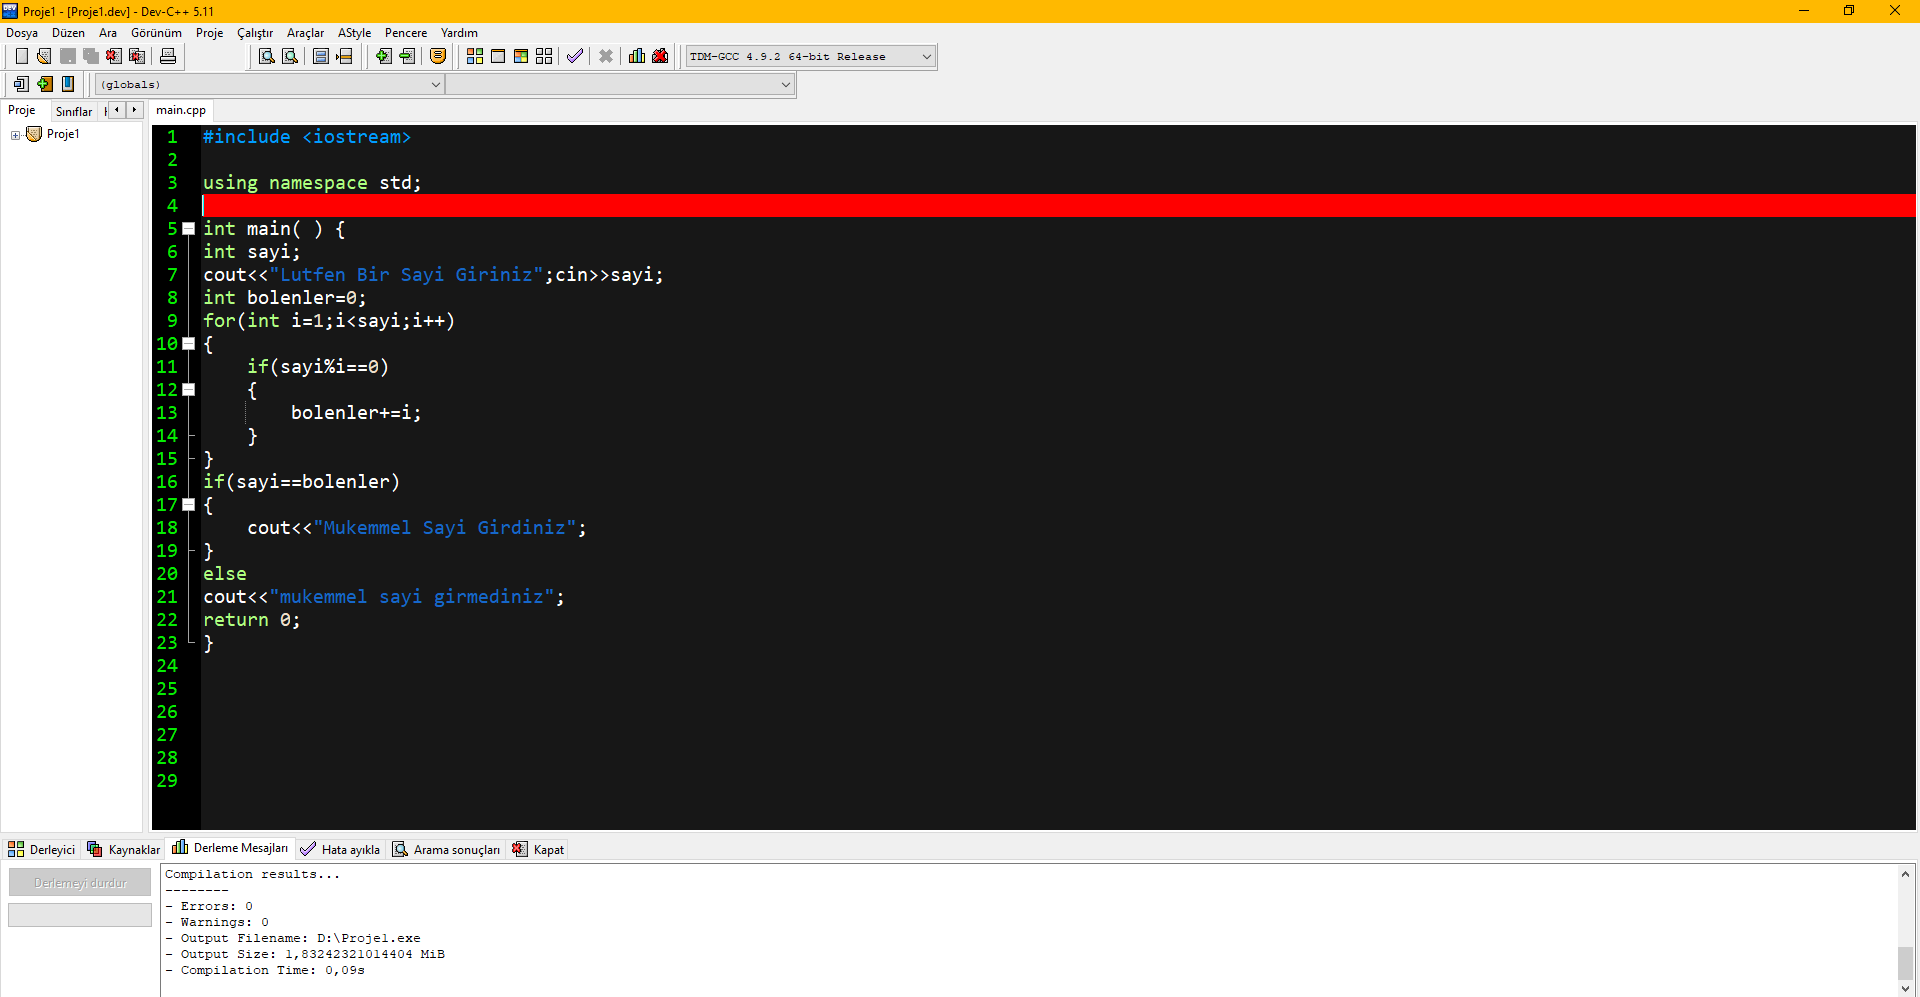 Proje1 - [Proje1.dev] - Dev-C++ 5.11
Dosya Düzen Ara Görünüm Proje Çalıştır Araçlar AStyle Pencere Yardım
TDM-GCC 4.9.2 64-bit Release
(globals)
Proje Sınıflar
main.cpp
Proje1
1 #include <iostream>
2
3 using namespace std;
4
5 int main( ) {
6 int sayi;
7 cout<<"Lutfen Bir Sayi Giriniz";cin>>sayi;
8 int bolenler=0;
9 for(int i=1;i<sayi;i++)
10 {
11 if(sayi%i==0)
12 {
13 bolenler+=i;
14 }
15 }
16 if(sayi==bolenler)
17 {
18 cout<<"Mukemmel Sayi Girdiniz";
19 }
20 else
21 cout<<"mukemmel sayi girmediniz";
22 return 0;
23 }
24
25
26
27
28
29
Derleyici Kaynaklar Derleme Mesajları Hata ayıkla Arama sonuçları Kapat
Derlemeyi durdur
Compilation results...
--------
- Errors: 0
- Warnings: 0
- Output Filename: D:\Proje1.exe
- Output Size: 1,83242321014404 MiB
- Compilation Time: 0,09s